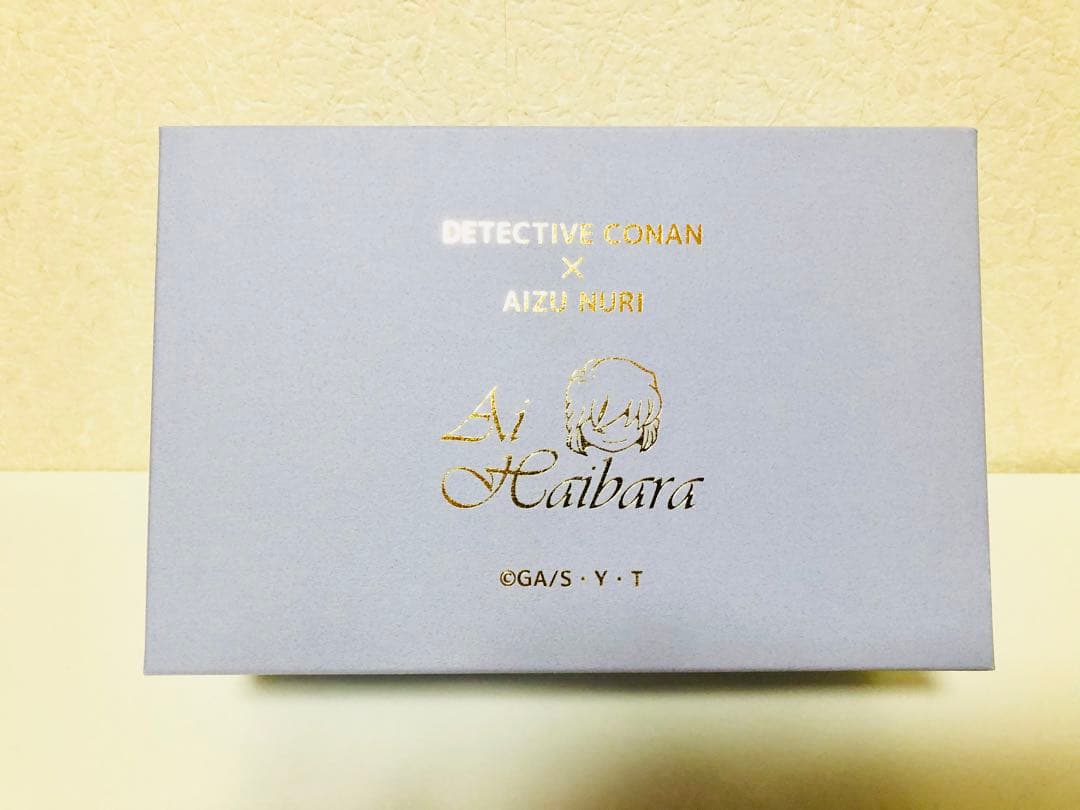 DETECTIVE CONAN
×
AIZU NURI
Ai
Haibara
©GA/S・Y・T